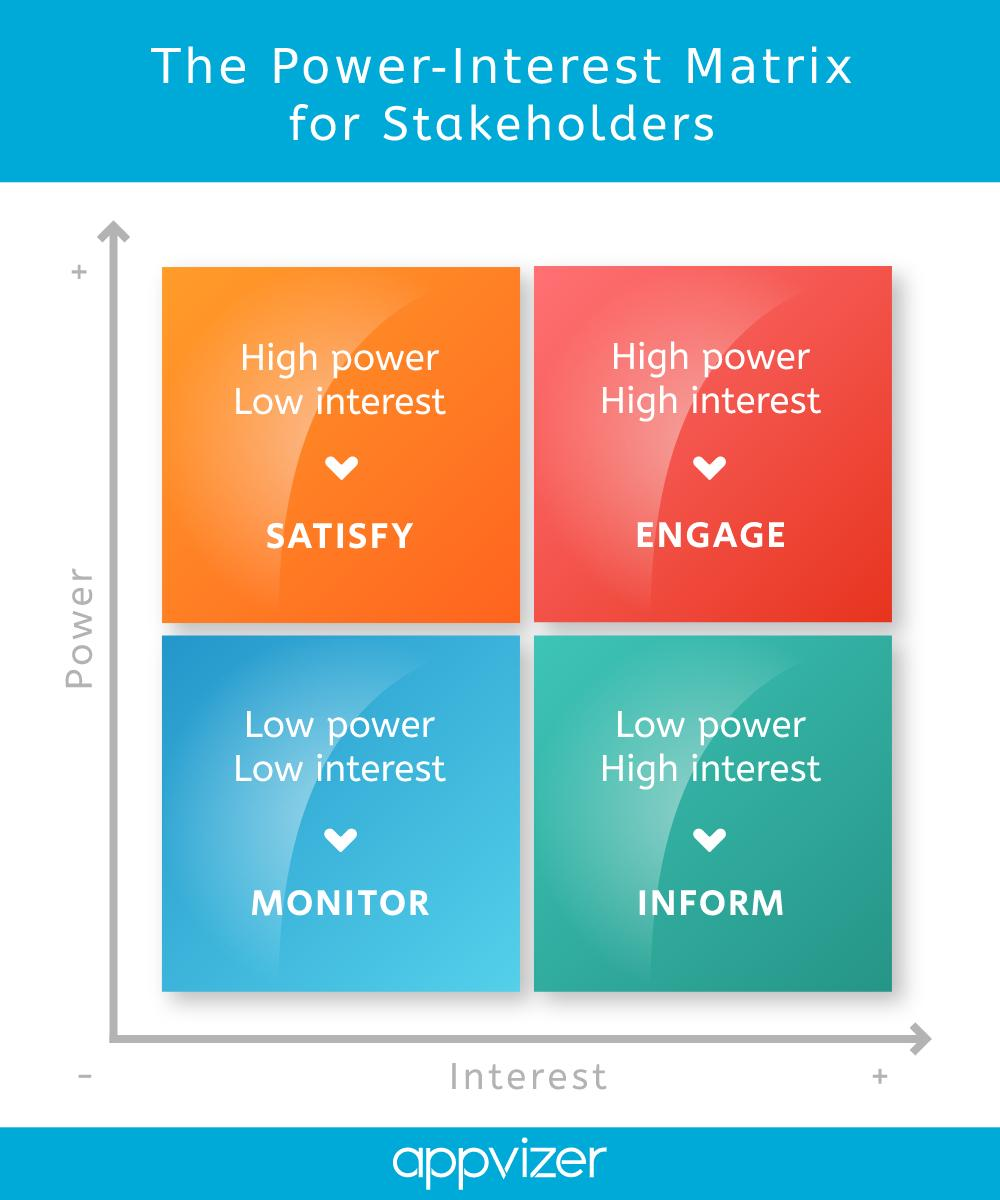 The Power-Interest Matrix
for Stakeholders
+
High power
Low interest
SATISFY
High power
High interest
ENGAGE
Power
Low power
Low interest
MONITOR
Low power
High interest
INFORM
–
Interest
+
appvizer